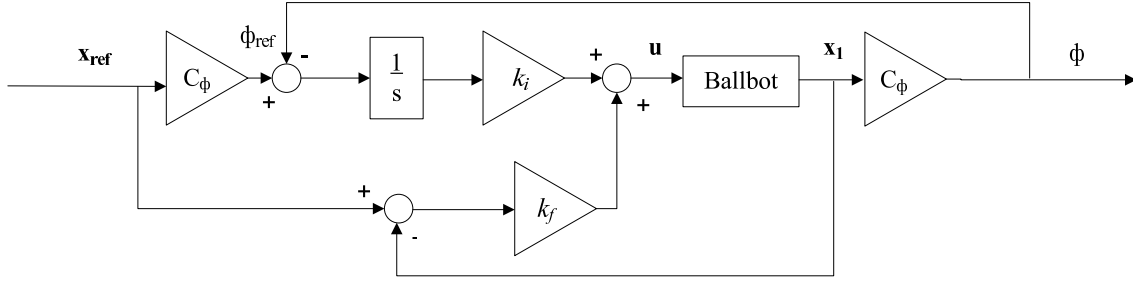 x_ref
C_ϕ
ϕ_ref
-
+
1
s
k_i
+
+
u
Ballbot
x_1
C_ϕ
ϕ
+
-
k_f